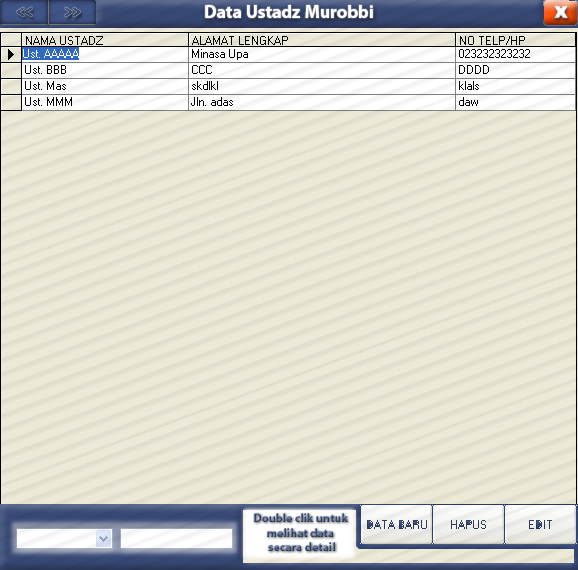 Data Ustadz Murobbi
X
NAMA USTADZ ALAMAT LENGKAP NO TELP/HP
Ust. AAAAA Minasa Upa 023232323232
Ust. BBB CCC DDDD
Ust. Mas skdlkl klals
Ust. MMM Jln. adas daw
Double clik untuk
melihat data
secara detail
DATA BARU HAPUS EDIT